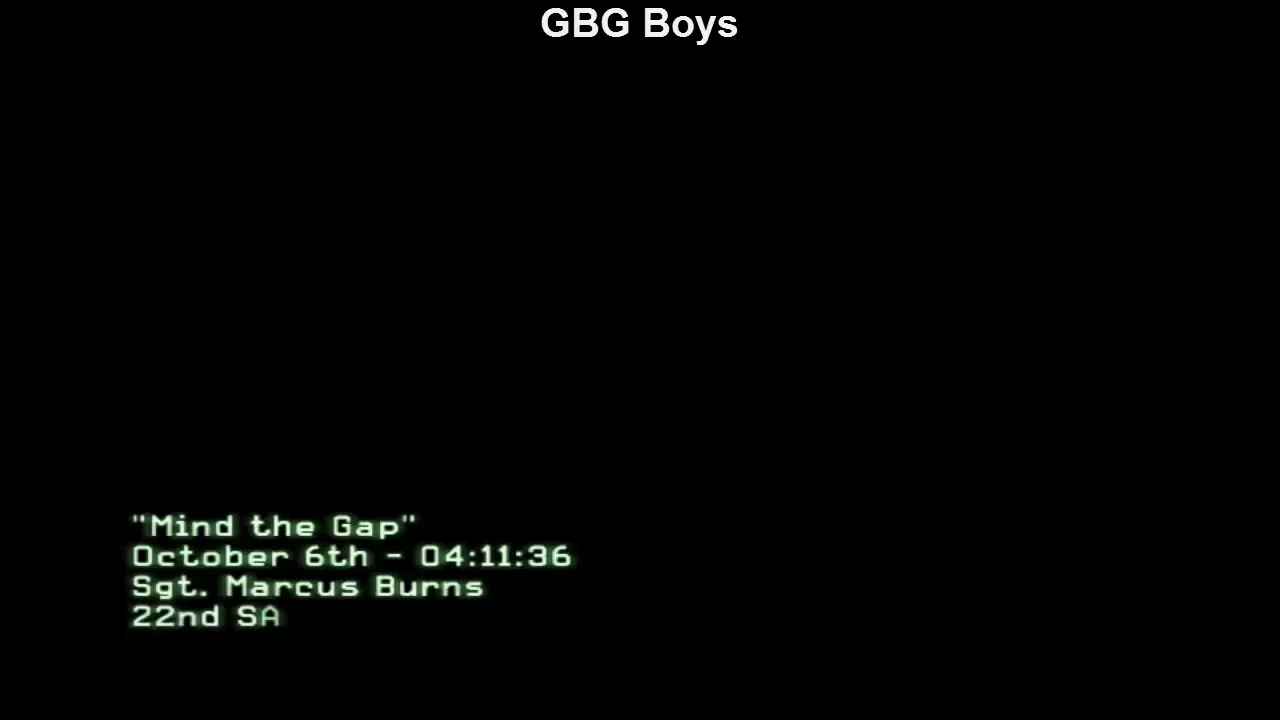 GBG Boys
"Mind the Gap"
October 6th - 04:11:36
Sgt. Marcus Burns
22nd SA